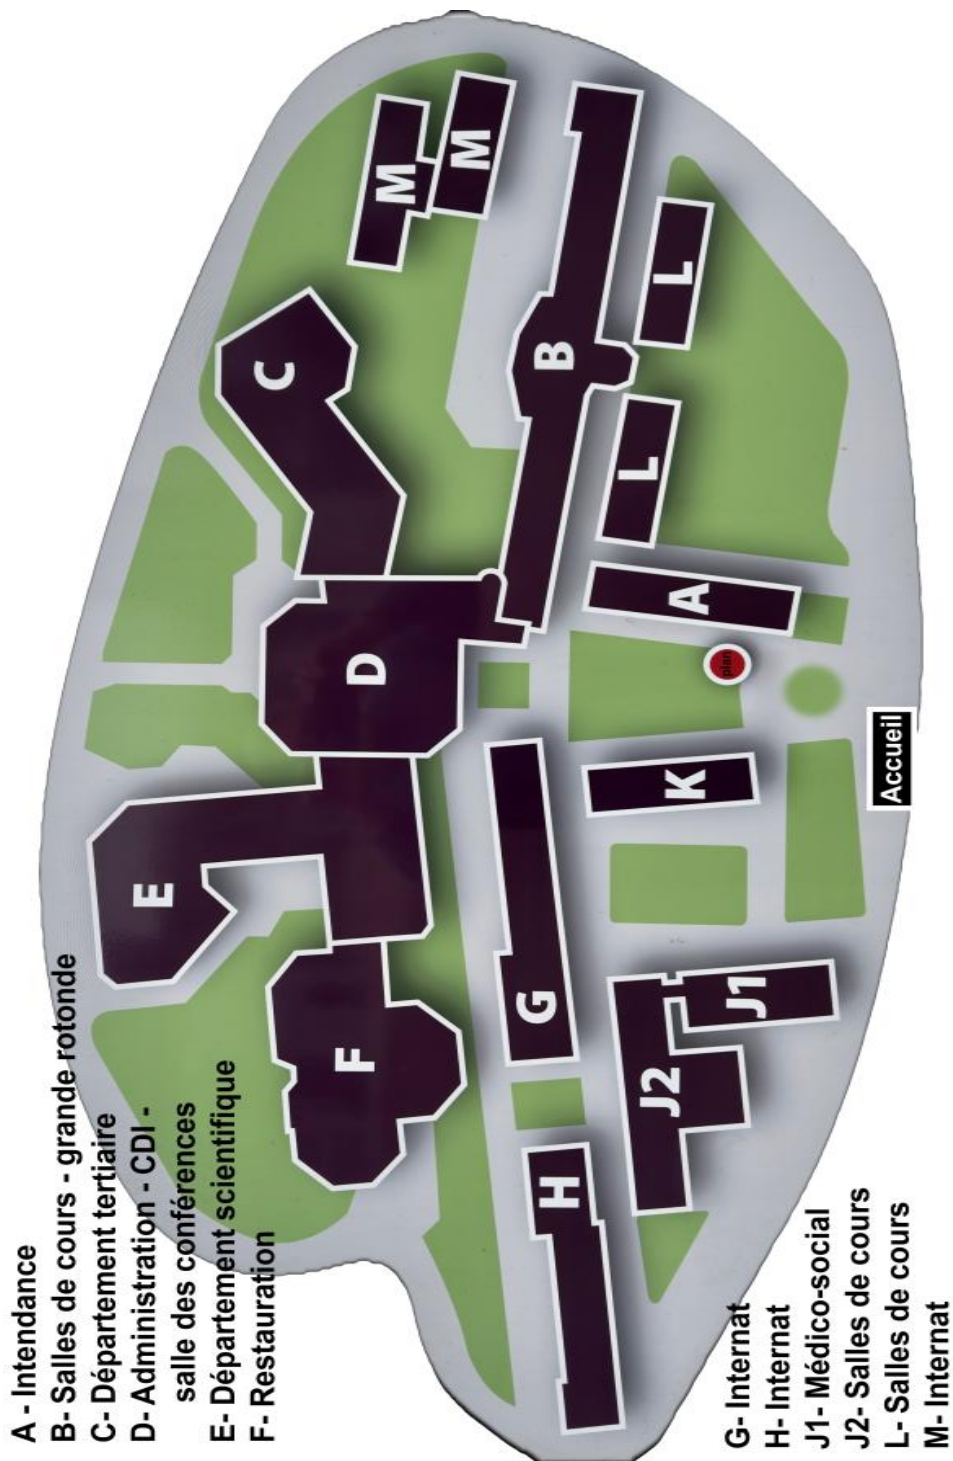 A - Intendance
B- Salles de cours - grande rotonde
C- Département tertiaire
D- Administration - CDI -
salle des conférences
E- Département scientifique
F- Restauration
G- Internat
H- Internat
J1- Médico-social
J2- Salles de cours
L- Salles de cours
M- Internat
E
F
C
D
M
M
B
G
H
L
L
A
plan
K
J2
J1
Accueil